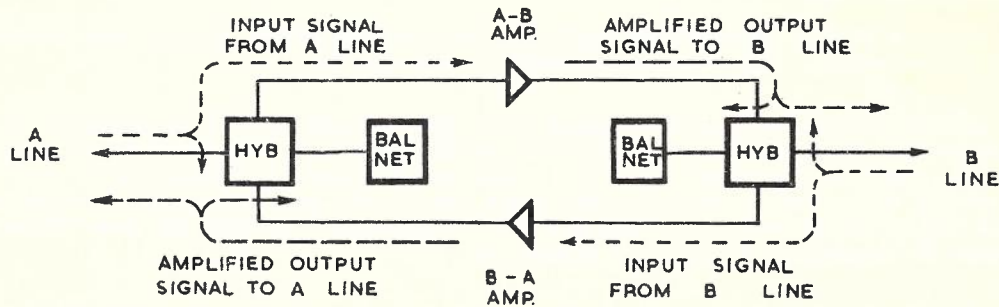 INPUT SIGNAL
FROM A LINE
A-B
AMP.
AMPLIFIED OUTPUT
SIGNAL TO B LINE
A
LINE
HYB
BAL
NET
BAL
NET
HYB
B
LINE
AMPLIFIED OUTPUT
SIGNAL TO A LINE
B-A
AMP.
INPUT SIGNAL
FROM B LINE